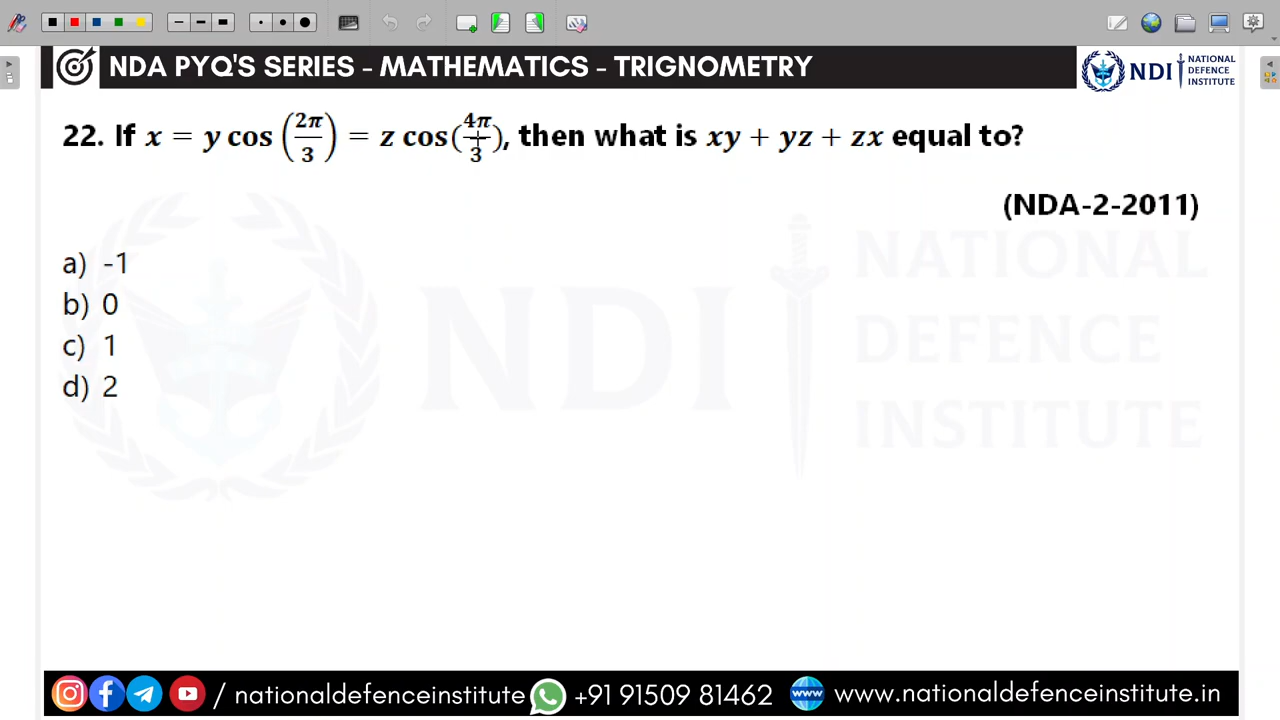 NDA PYQ'S SERIES - MATHEMATICS - TRIGNOMETRY
NDI NATIONAL DEFENCE INSTITUTE
22. If x = y cos (2π/3) = z cos(4π/3), then what is xy + yz + zx equal to?
(NDA-2-2011)
a) -1
b) 0
c) 1
d) 2
NDI NATIONAL
DEFENCE
INSTITUTE
/ nationaldefenceinstitute +91 91509 81462 www.nationaldefenceinstitute.in